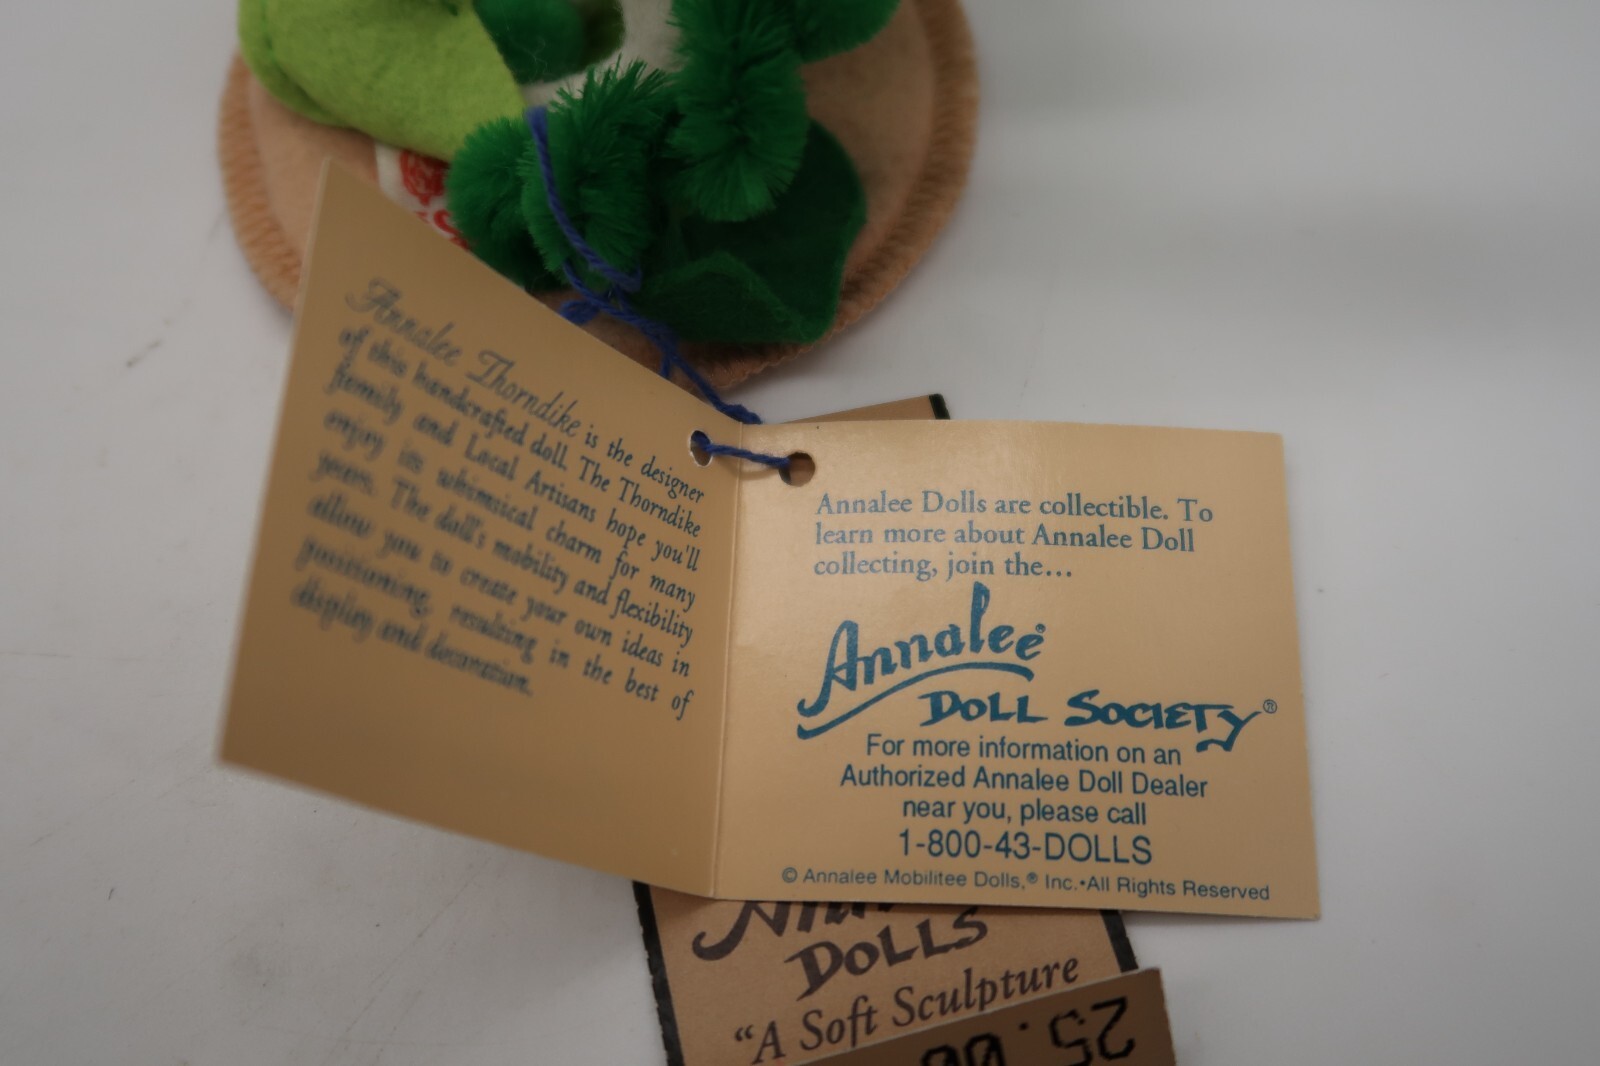 Annalee Thorndike is the designer
of this handcrafted doll. The Thorndike
family and Local Artisans hope you'll
enjoy its whimsical charm for many
years. The doll's mobility and flexibility
allow you to create your own ideas in
positioning, resulting in the best of
display and decoration.
Annalee Dolls are collectible. To
learn more about Annalee Doll
collecting, join the...
Annalee®
DOLL SOCIETY®
For more information on an
Authorized Annalee Doll Dealer
near you, please call
1-800-43-DOLLS
© Annalee Mobilitee Dolls,® Inc.•All Rights Reserved
DOLLS
"A Soft Sculpture
25.00